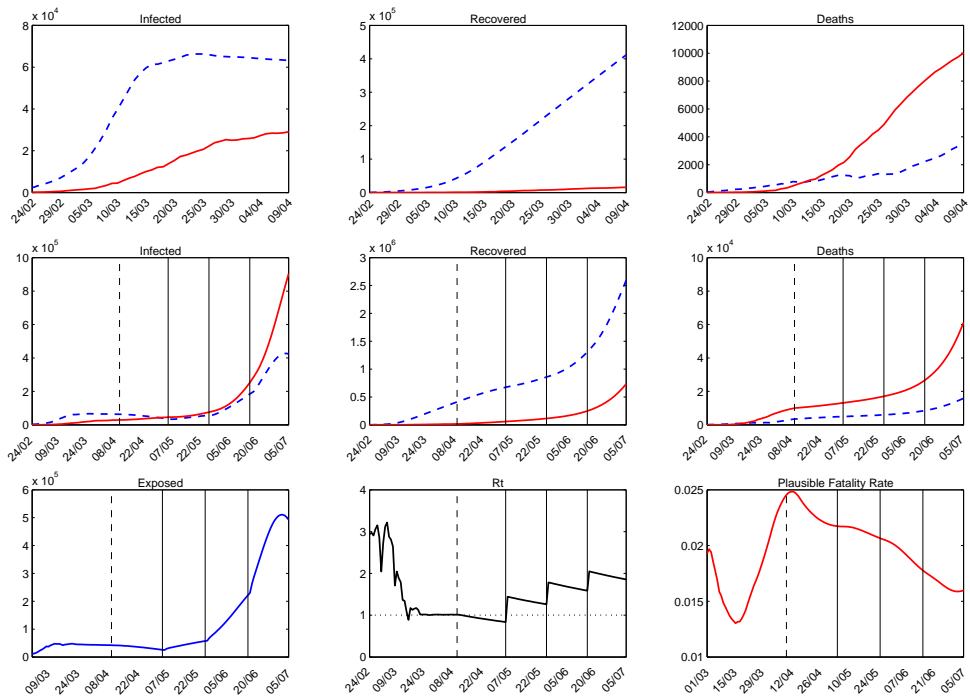 Infected
x 10^4
8
6
4
2
0
24/02 29/02 05/03 10/03 15/03 20/03 25/03 30/03 04/04 09/04
Recovered
x 10^5
5
4
3
2
1
0
24/02 29/02 05/03 10/03 15/03 20/03 25/03 30/03 04/04 09/04
Deaths
12000
10000
8000
6000
4000
2000
0
24/02 29/02 05/03 10/03 15/03 20/03 25/03 30/03 04/04 09/04
Infected
x 10^5
10
8
6
4
2
0
24/02 09/03 24/03 08/04 22/04 07/05 22/05 05/06 20/06 05/07
Recovered
x 10^6
3
2.5
2
1.5
1
0.5
0
24/02 09/03 24/03 08/04 22/04 07/05 22/05 05/06 20/06 05/07
Deaths
x 10^4
10
8
6
4
2
0
24/02 09/03 24/03 08/04 22/04 07/05 22/05 05/06 20/06 05/07
Exposed
x 10^5
6
5
4
3
2
1
0
09/03 24/03 08/04 22/04 07/05 22/05 05/06 20/06 05/07
Rt
4
3
2
1
0
24/02 09/03 24/03 08/04 22/04 07/05 22/05 05/06 20/06 05/07
Plausible Fatality Rate
0.025
0.02
0.015
0.01
01/03 15/03 29/03 12/04 26/04 10/05 24/05 07/06 21/06 05/07